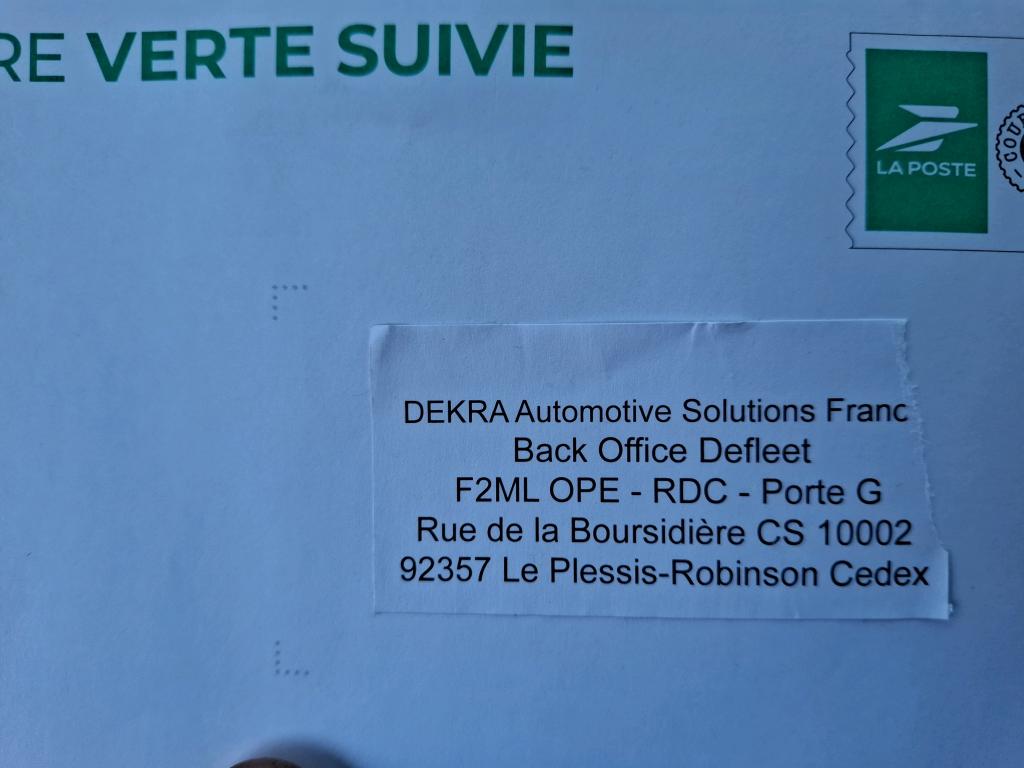 RE VERTE SUIVIE
LA POSTE
COUR
DEKRA Automotive Solutions Franc
Back Office Defleet
F2ML OPE - RDC - Porte G
Rue de la Boursidière CS 10002
92357 Le Plessis-Robinson Cedex